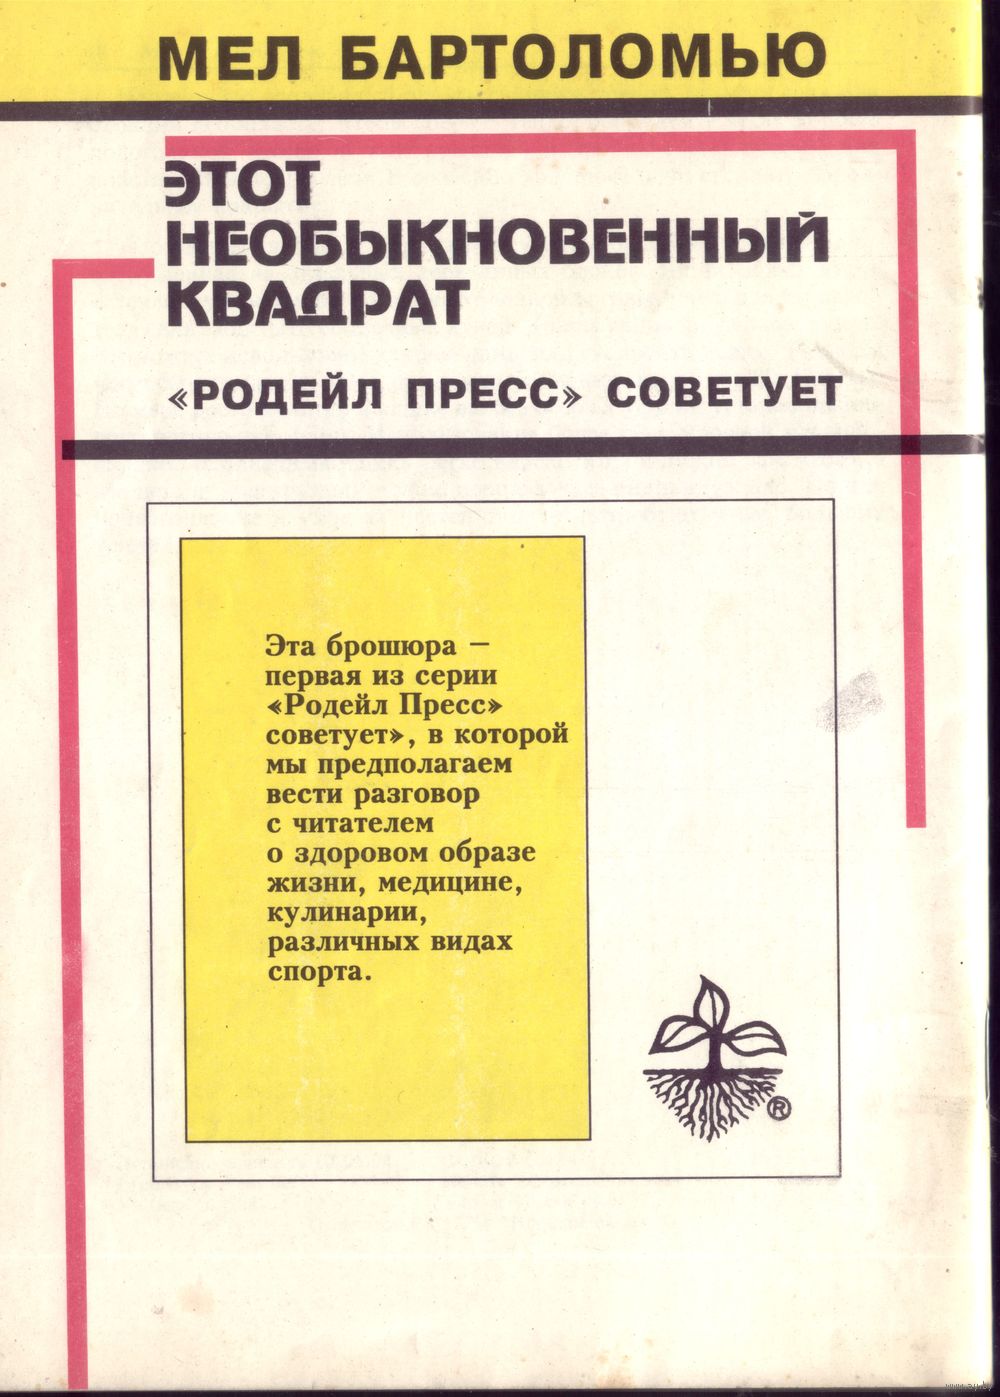 МЕЛ БАРТОЛОМЬЮ
ЭТОТ
НЕОБЫКНОВЕННЫЙ
КВАДРАТ
«РОДЕЙЛ ПРЕСС» СОВЕТУЕТ
Эта брошюра —
первая из серии
«Родейл Пресс»
советует», в которой
мы предполагаем
вести разговор
с читателем
о здоровом образе
жизни, медицине,
кулинарии,
различных видах
спорта.
®